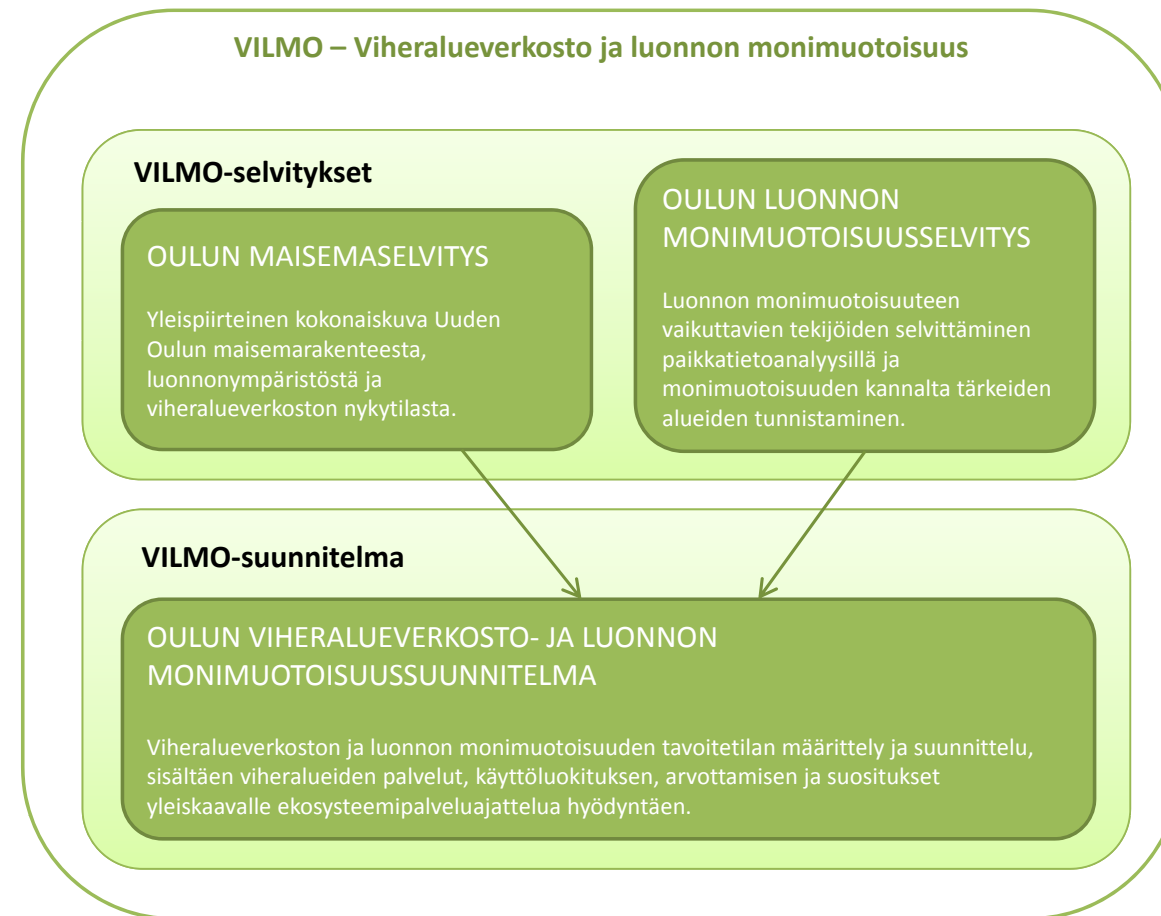 VILMO – Viheralueverkosto ja luonnon monimuotoisuus
VILMO-selvitykset
OULUN MAISEMASELVITYS
Yleispiirteinen kokonaiskuva Uuden
Oulun maisemarakenteesta,
luonnonympäristöstä ja
viheralueverkoston nykytilasta.
OULUN LUONNON
MONIMUOTOISUUSSELVITYS
Luonnon monimuotoisuuteen
vaikuttavien tekijöiden selvittäminen
paikkatietoanalyysillä ja
monimuotoisuuden kannalta tärkeiden
alueiden tunnistaminen.
VILMO-suunnitelma
OULUN VIHERALUEVERKOSTO- JA LUONNON
MONIMUOTOISUUSSUUNNITELMA
Viheralueverkoston ja luonnon monimuotoisuuden tavoitetilan määrittely ja suunnittelu,
sisältäen viheralueiden palvelut, käyttöluokituksen, arvottamisen ja suositukset
yleiskaavalle ekosysteemipalveluajattelua hyödyntäen.